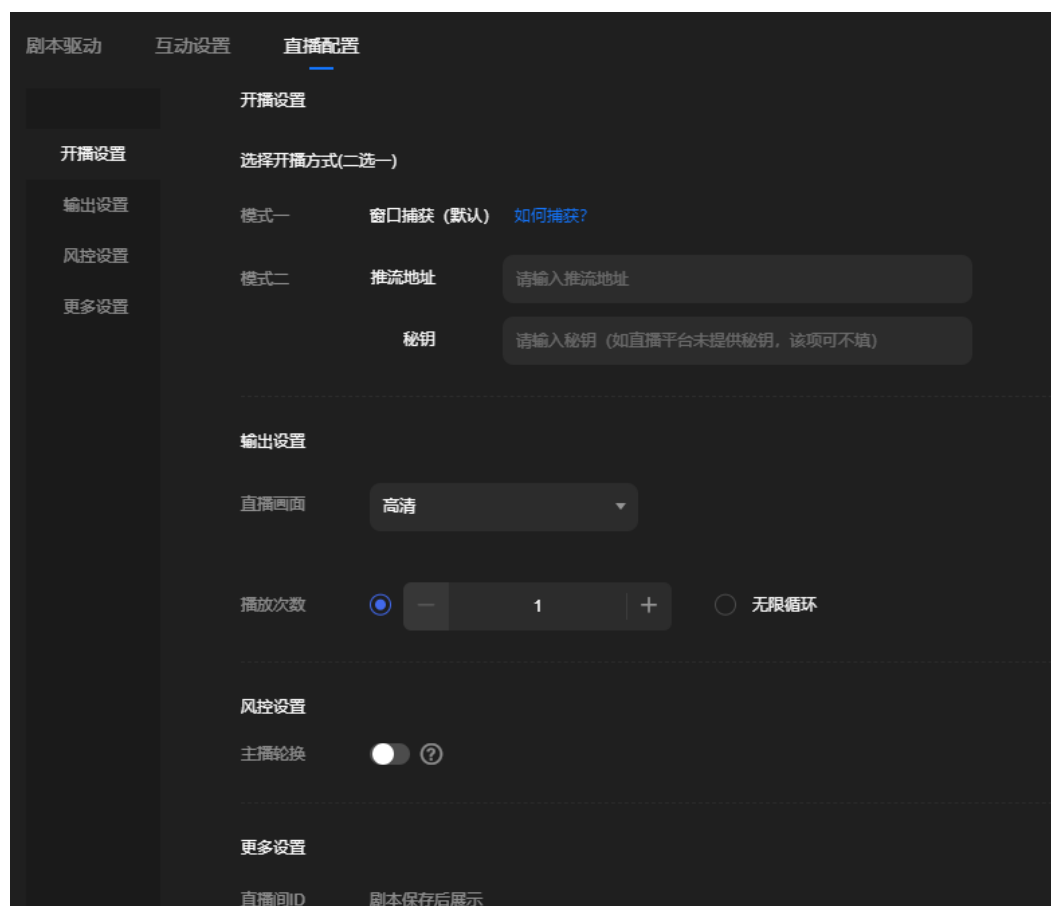 剧本驱动 互动设置 直播配置
开播设置
开播设置
选择开播方式(二选一)
输出设置
模式一 窗口捕获（默认） 如何捕获?
风控设置
模式二 推流地址 请输入推流地址
更多设置
秘钥 请输入秘钥（如直播平台未提供秘钥，该项可不填）
输出设置
直播画面 高清
播放次数 1 无限循环
风控设置
主播轮换
更多设置
直播间ID 剧本保存后展示